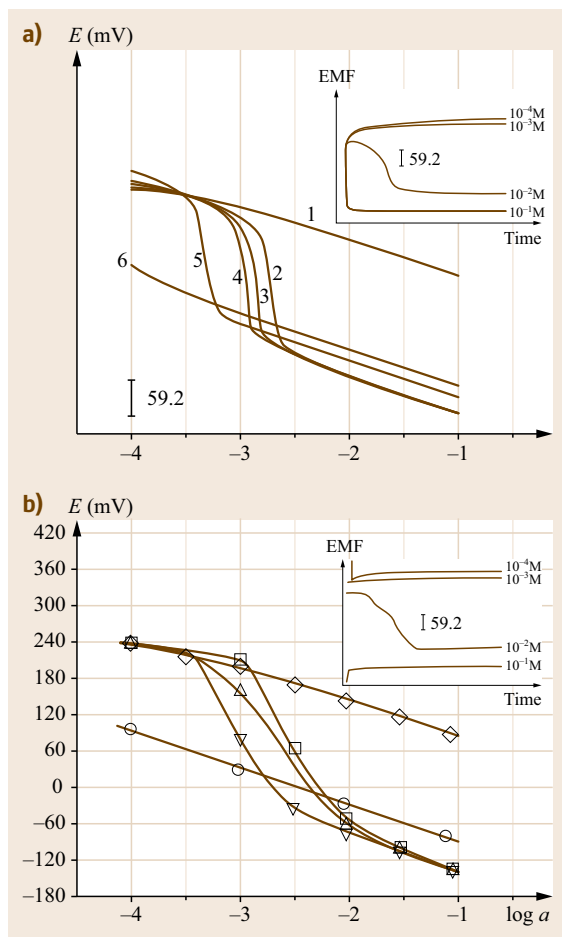 a) E (mV)
EMF
10⁻⁴M
10⁻³M
59.2
10⁻²M
10⁻¹M
Time
1
6
5
4
2
3
59.2
−4 −3 −2 −1
b) E (mV)
420
360
300
240
180
120
60
0
−60
−120
−180
EMF
10⁻⁴M
10⁻³M
59.2
10⁻²M
10⁻¹M
Time
−4 −3 −2 −1 log a